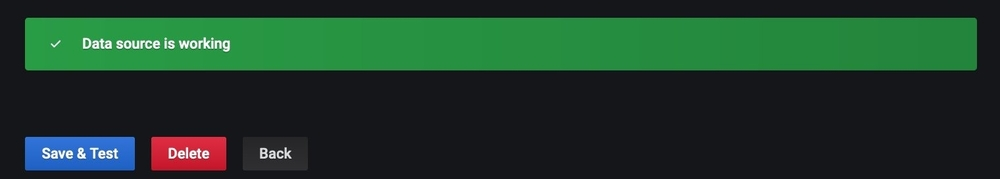 Data source is working
Save & Test Delete Back